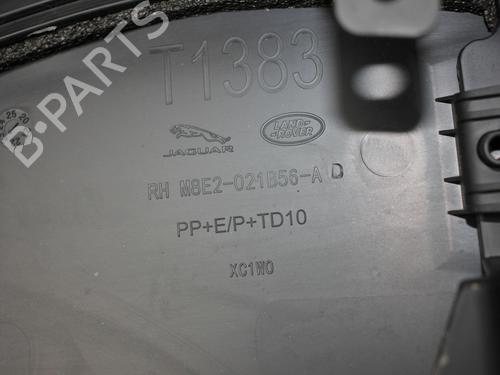 B-PARTS
T1383
JAGUAR
LAND-
ROVER
RH M8E2-021B56-A D
PP+E/P+TD10
XC1W0